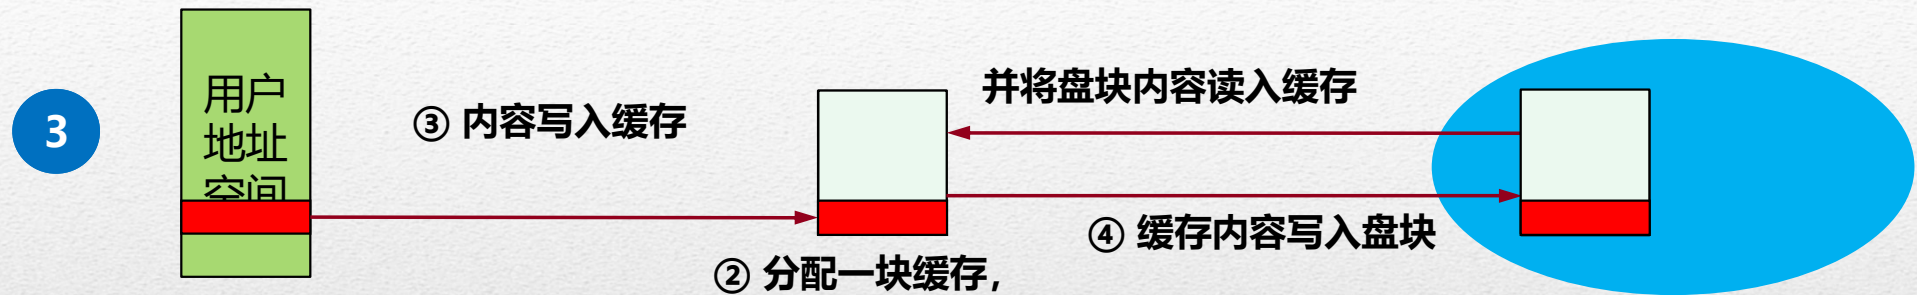 3
用户
地址
空间
③ 内容写入缓存
并将盘块内容读入缓存
④ 缓存内容写入盘块
② 分配一块缓存，